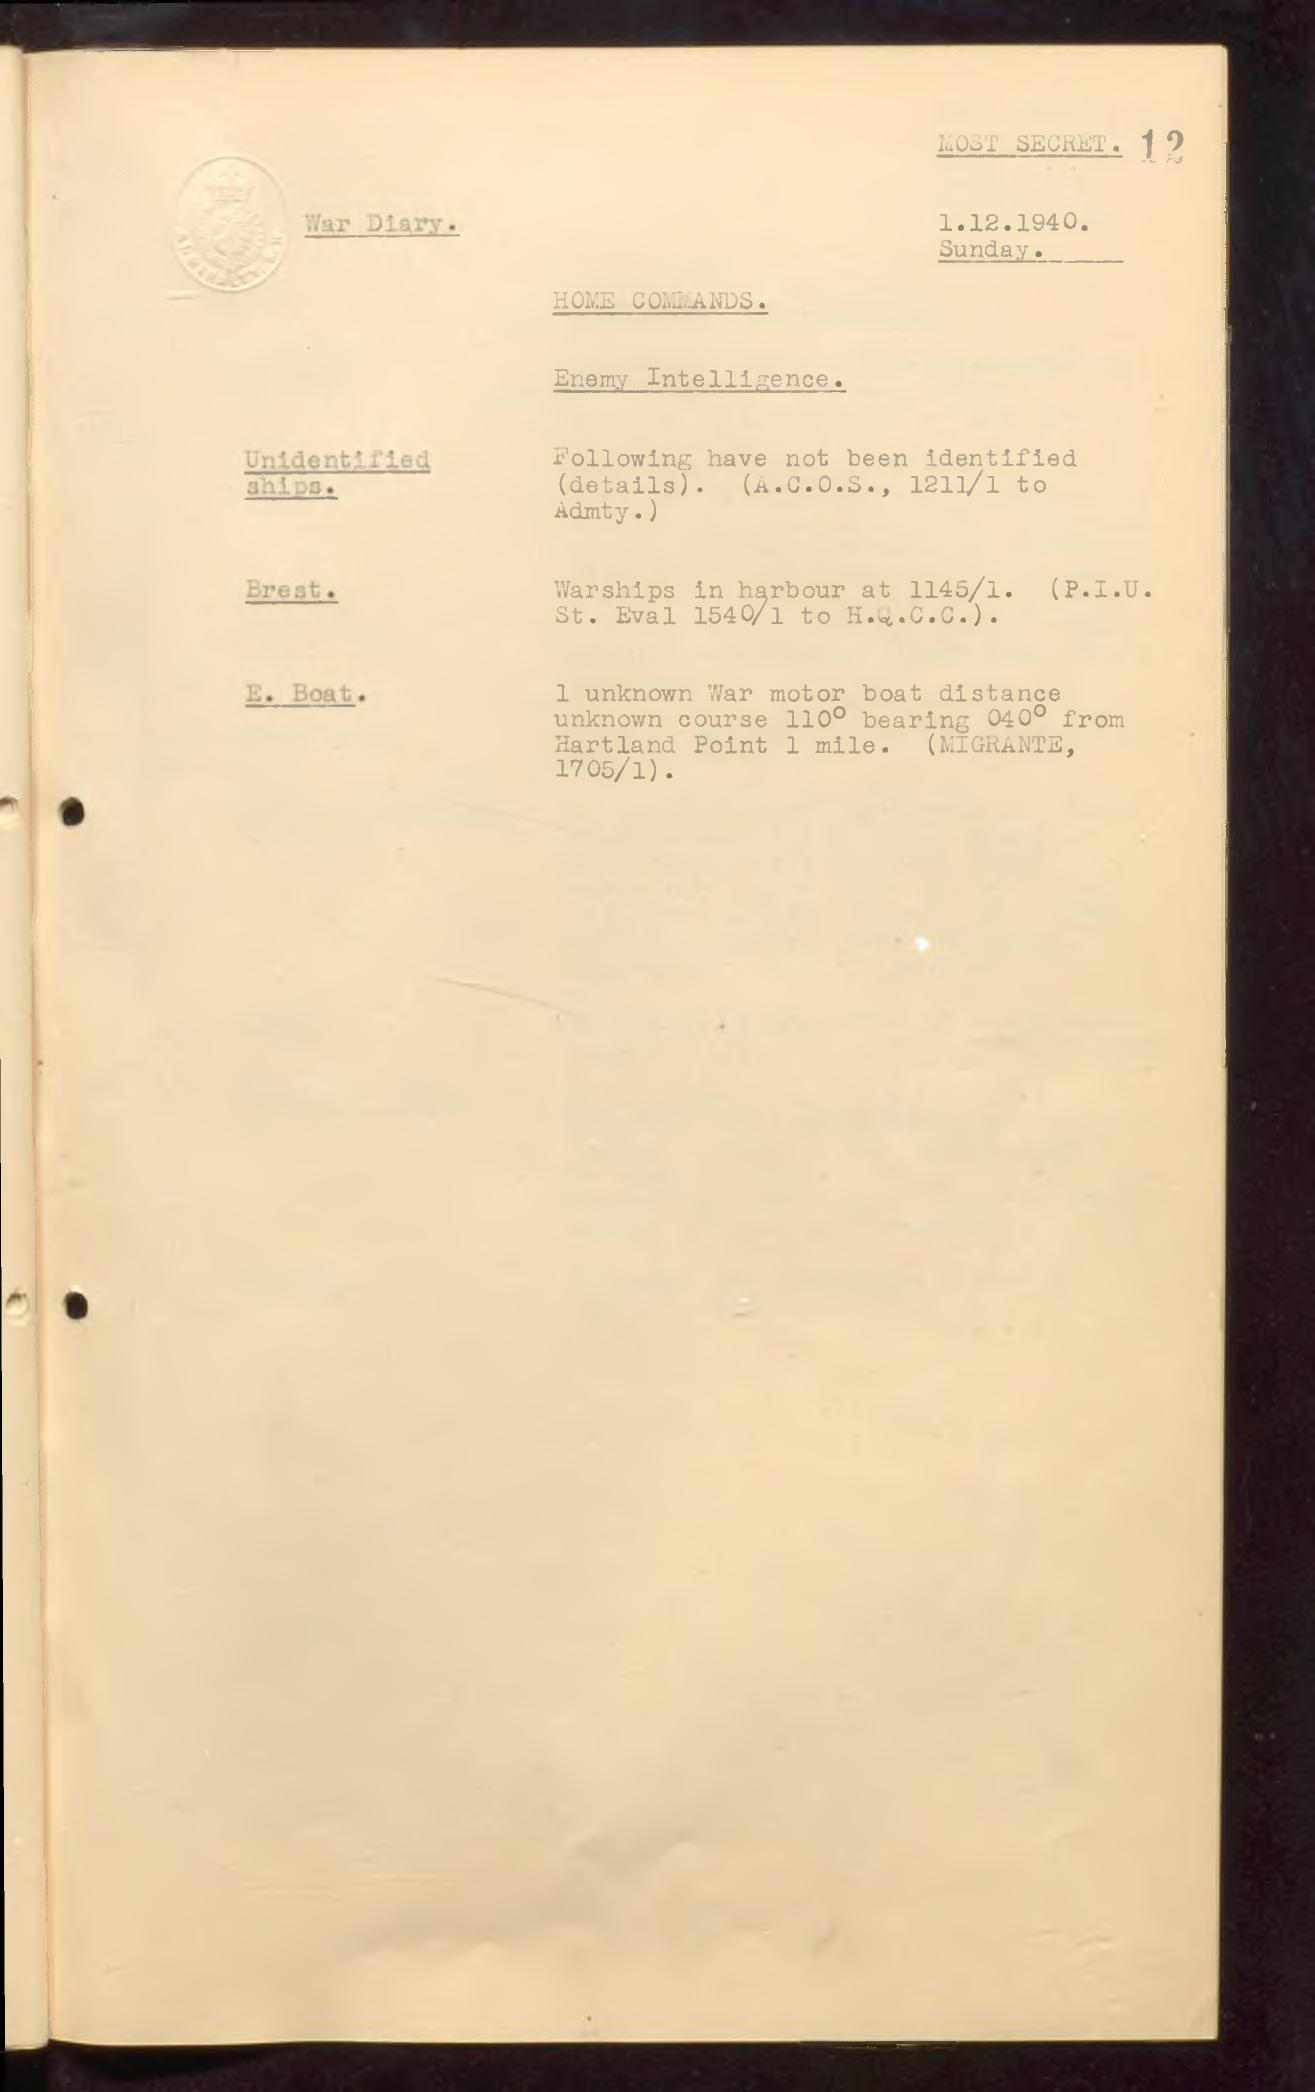 MOST SECRET. 12
War Diary. 1.12.1940.
Sunday.
HOME COMMANDS.
Enemy Intelligence.
Unidentified ships. Following have not been identified
(details). (A.C.O.S., 1211/1 to
Admty.)
Brest. Warships in harbour at 1145/1. (P.I.U.
St. Eval 1540/1 to H.Q.C.C.).
E. Boat. 1 unknown War motor boat distance
unknown course 110° bearing 040° from
Hartland Point 1 mile. (MIGRANTE,
1705/1).